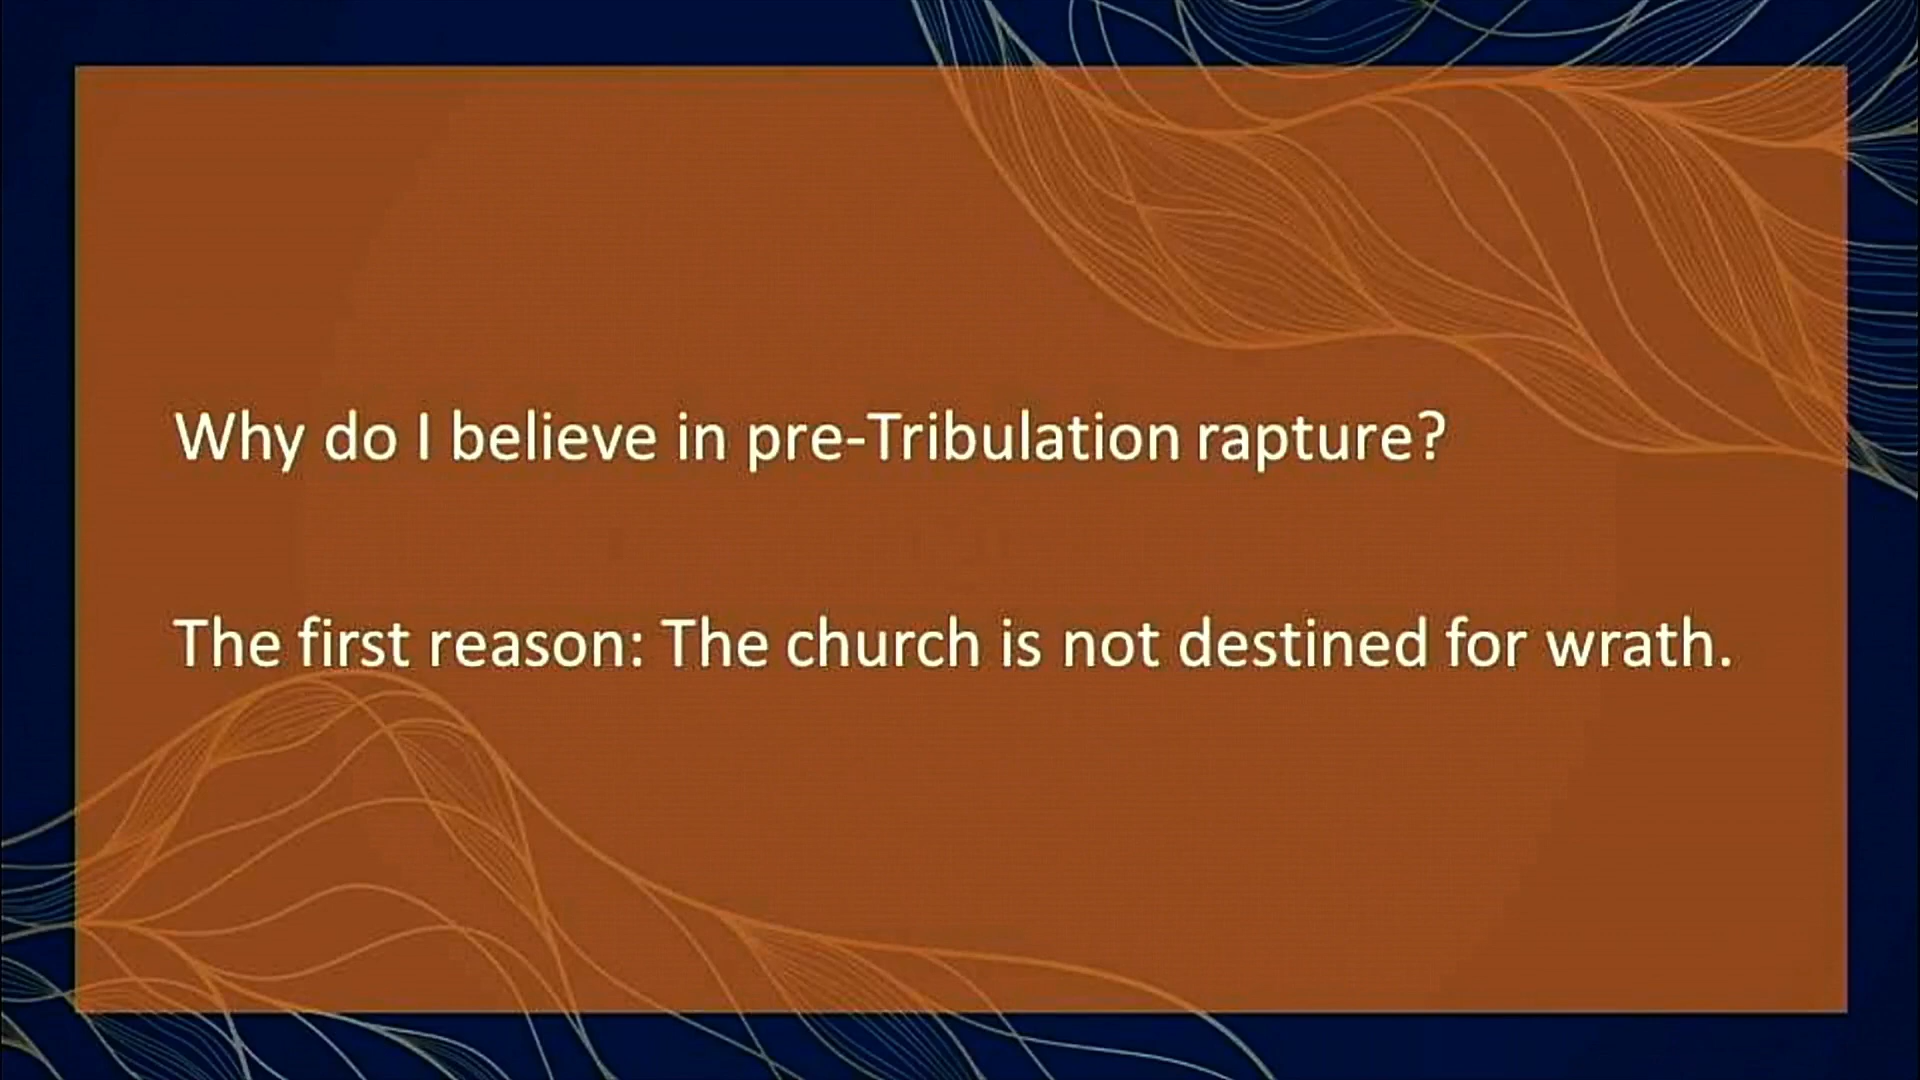 Why do I believe in pre-Tribulation rapture?
The first reason: The church is not destined for wrath.